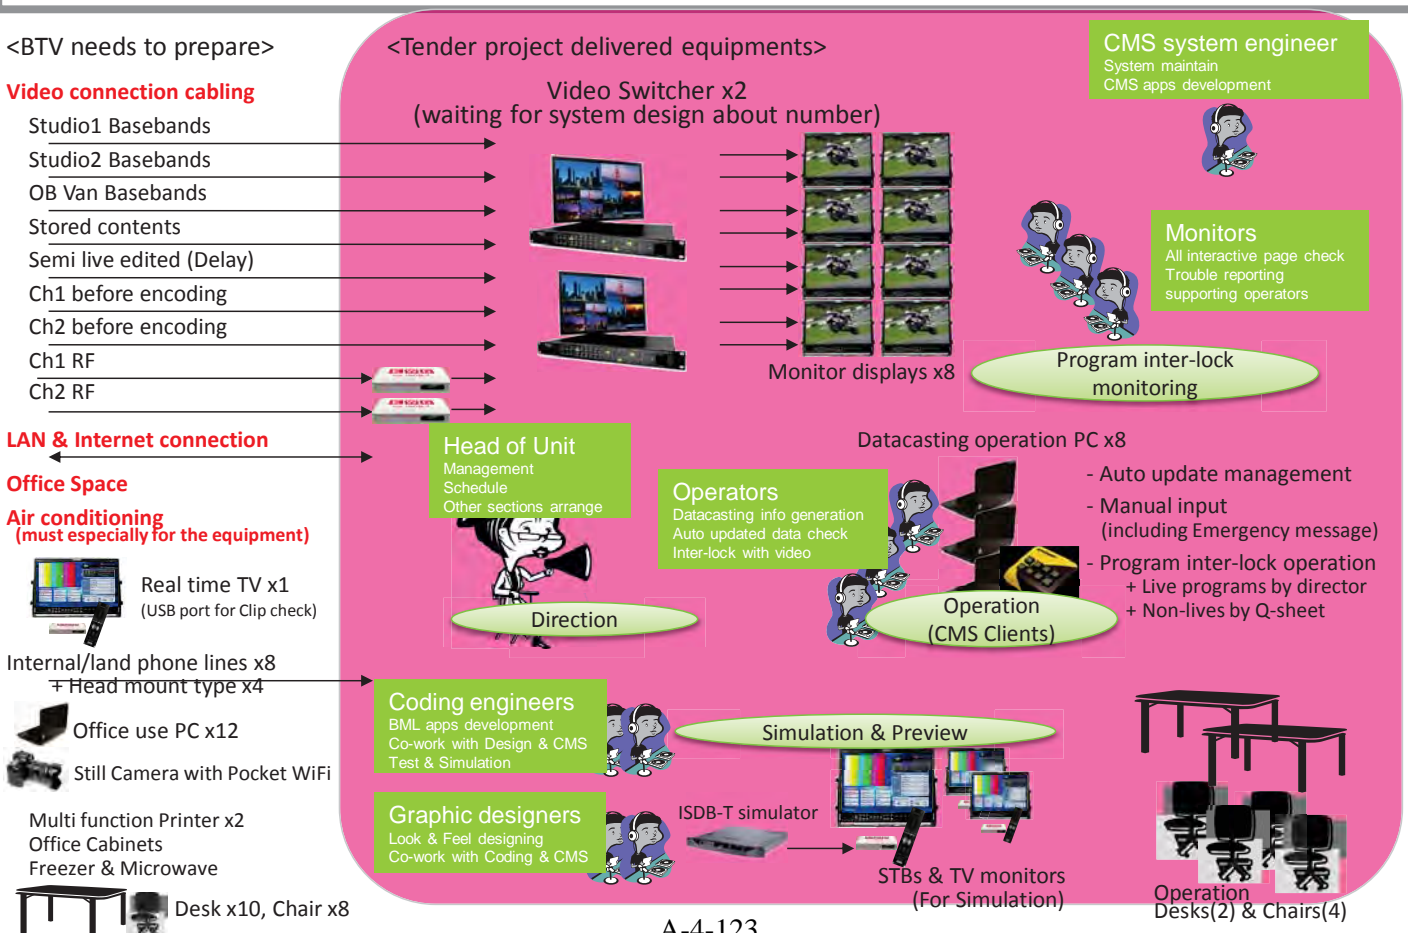 <BTV needs to prepare>
Video connection cabling
Studio1 Basebands
Studio2 Basebands
OB Van Basebands
Stored contents
Semi live edited (Delay)
Ch1 before encoding
Ch2 before encoding
Ch1 RF
Ch2 RF
LAN & Internet connection
Office Space
Air conditioning
(must especially for the equipment)
Real time TV x1
(USB port for Clip check)
Internal/land phone lines x8
+ Head mount type x4
Office use PC x12
Still Camera with Pocket WiFi
Multi function Printer x2
Office Cabinets
Freezer & Microwave
Desk x10, Chair x8
<Tender project delivered equipments>
Video Switcher x2
(waiting for system design about number)
Monitor displays x8
CMS system engineer
System maintain
CMS apps development
Monitors
All interactive page check
Trouble reporting
supporting operators
Program inter-lock
monitoring
Head of Unit
Management
Schedule
Other sections arrange
Direction
Operators
Datacasting info generation
Auto updated data check
Inter-lock with video
Datacasting operation PC x8
Operation
(CMS Clients)
- Auto update management
- Manual input
(including Emergency message)
- Program inter-lock operation
+ Live programs by director
+ Non-lives by Q-sheet
Coding engineers
BML apps development
Co-work with Design & CMS
Test & Simulation
Simulation & Preview
Graphic designers
Look & Feel designing
Co-work with Coding & CMS
ISDB-T simulator
STBs & TV monitors
(For Simulation)
Operation
Desks(2) & Chairs(4)
A-4-123